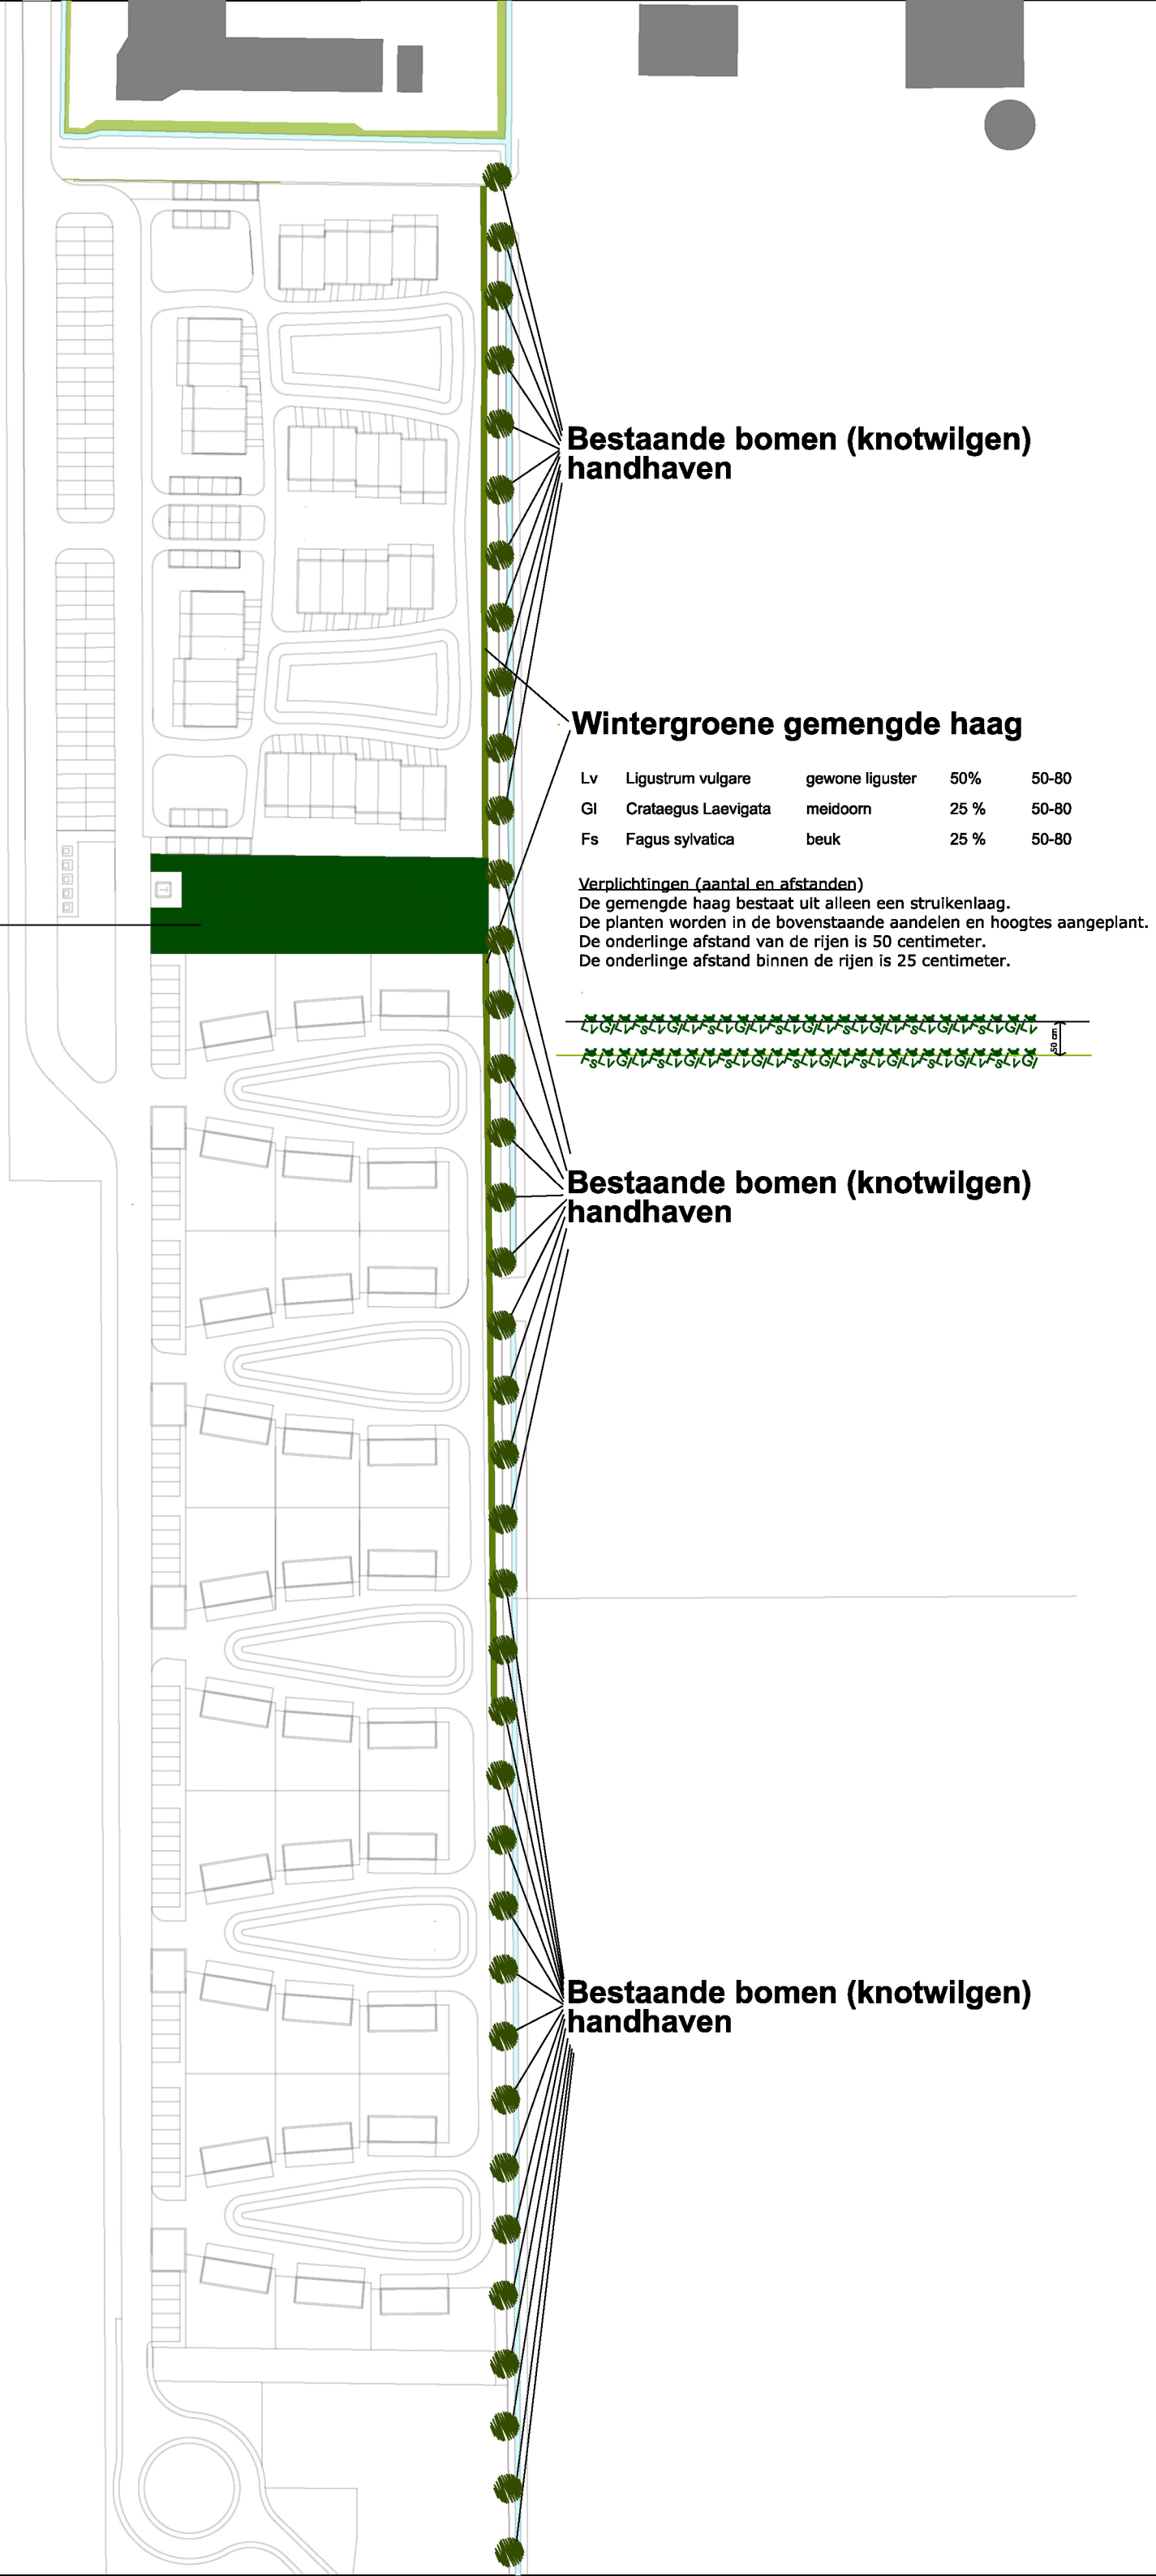 Bestaande bomen (knotwilgen)
handhaven
Wintergroene gemengde haag
Lv Ligustrum vulgare gewone liguster 50% 50-80
Gl Crataegus Laevigata meidoorn 25 % 50-80
Fs Fagus sylvatica beuk 25 % 50-80
Verplichtingen (aantal en afstanden)
De gemengde haag bestaat uit alleen een struikenlaag.
De planten worden in de bovenstaande aandelen en hoogtes aangeplant.
De onderlinge afstand van de rijen is 50 centimeter.
De onderlinge afstand binnen de rijen is 25 centimeter.
LvGlLvFsLvGlLvFsLvGlLvFsLvGlLvFsLvGlLvFsLvGlLvFsLvGlLv
50 cm
FsLvGlLvFsLvGlLvFsLvGlLvFsLvGlLvFsLvGlLvFsLvGlLvFsLvGl
Bestaande bomen (knotwilgen)
handhaven
Bestaande bomen (knotwilgen)
handhaven